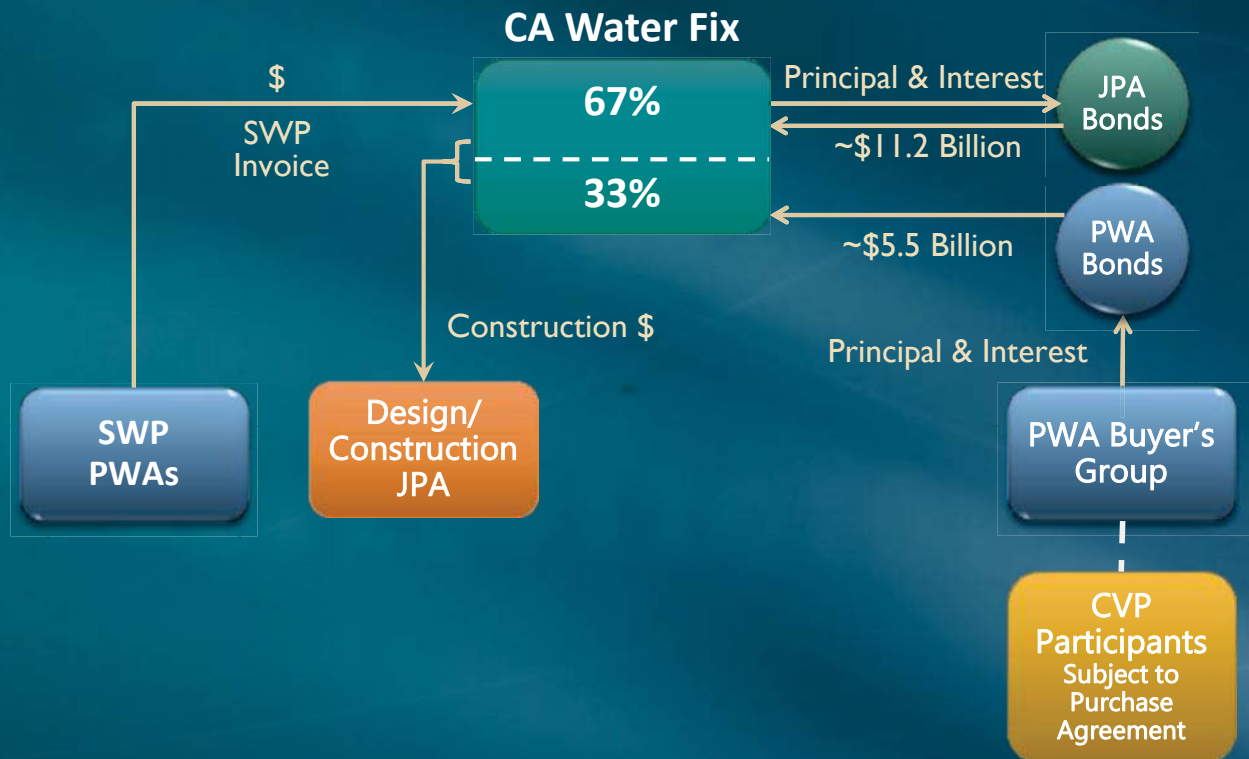 CA Water Fix
$
SWP
Invoice
67%
33%
Principal & Interest
~$11.2 Billion
JPA
Bonds
~$5.5 Billion
PWA
Bonds
Construction $
Principal & Interest
SWP
PWAs
Design/
Construction
JPA
PWA Buyer's
Group
CVP
Participants
Subject to
Purchase
Agreement